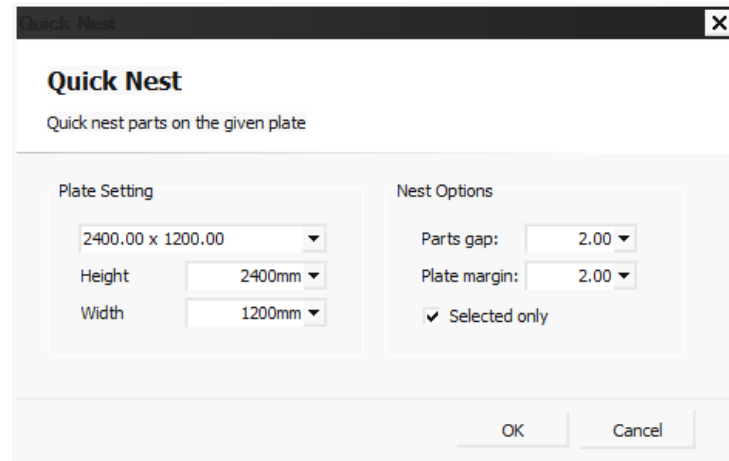 Quick Nest
Quick Nest
Quick nest parts on the given plate
Plate Setting
2400.00 x 1200.00
Height 2400mm
Width 1200mm
Nest Options
Parts gap: 2.00
Plate margin: 2.00
Selected only
OK Cancel